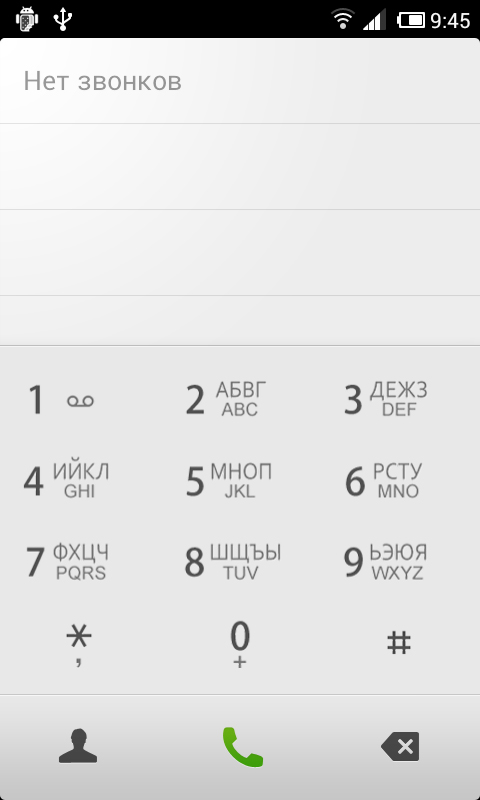 9:45
Нет звонков
1
2 АБВГ
ABC
3 ДЕЖЗ
DEF
4 ИЙКЛ
GHI
5 МНОП
JKL
6 РСТУ
MNO
7 ФХЦЧ
PQRS
8 ШЩЪЫ
TUV
9 ЬЭЮЯ
WXYZ
* 
,
0
+
#